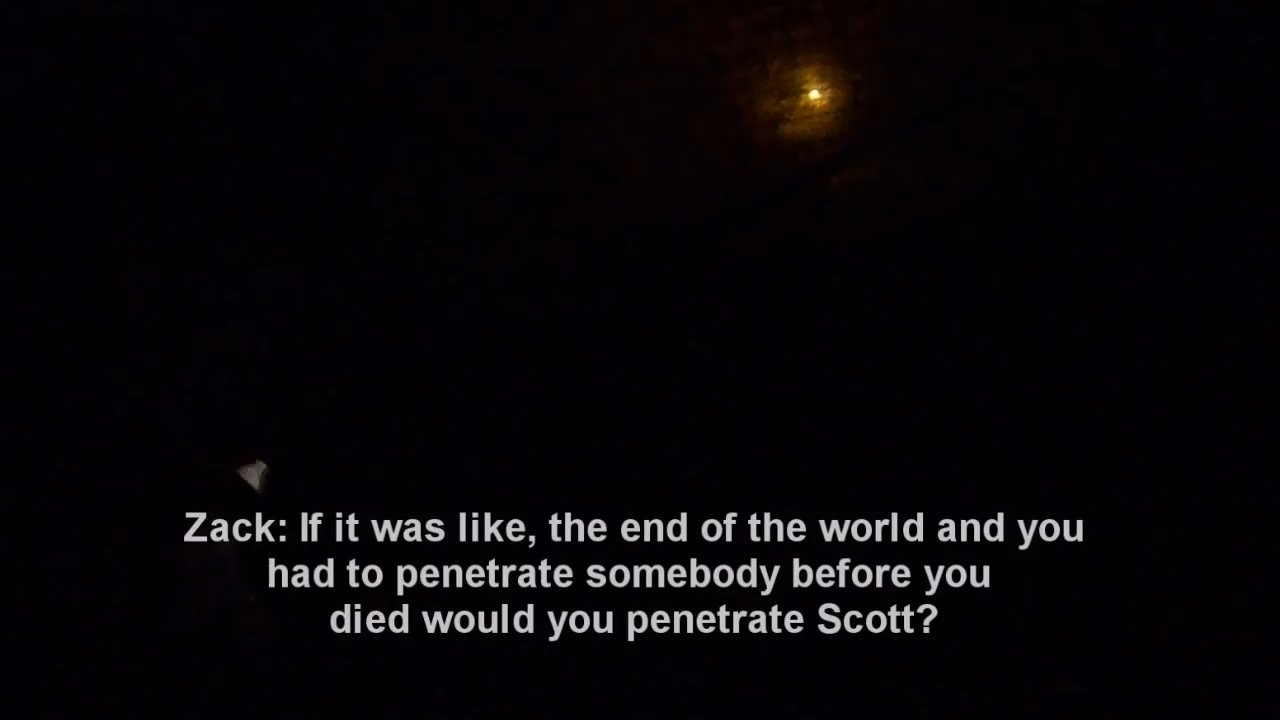 Zack: If it was like, the end of the world and you
had to penetrate somebody before you
died would you penetrate Scott?